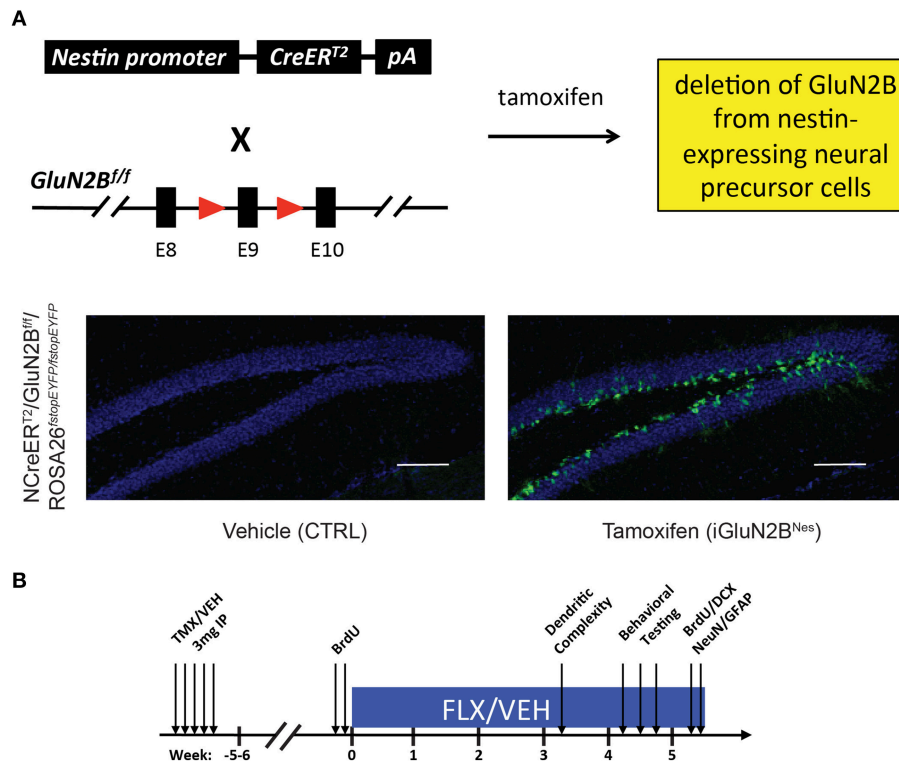 A
Nestin promoter CreER^T2 pA
tamoxifen
deletion of GluN2B
from nestin-
expressing neural
precursor cells
X
GluN2B^f/f
E8 E9 E10
NCreER^T2/GluN2B^f/f/
ROSA26^fstopEYFP/fstopEYFP
Vehicle (CTRL)
Tamoxifen (iGluN2B^Nes)
B
TMX/VEH
3mg IP
BrdU
Dendritic
Complexity
Behavioral
Testing
BrdU/DCX
NeuN/GFAP
FLX/VEH
Week: -5-6 0 1 2 3 4 5